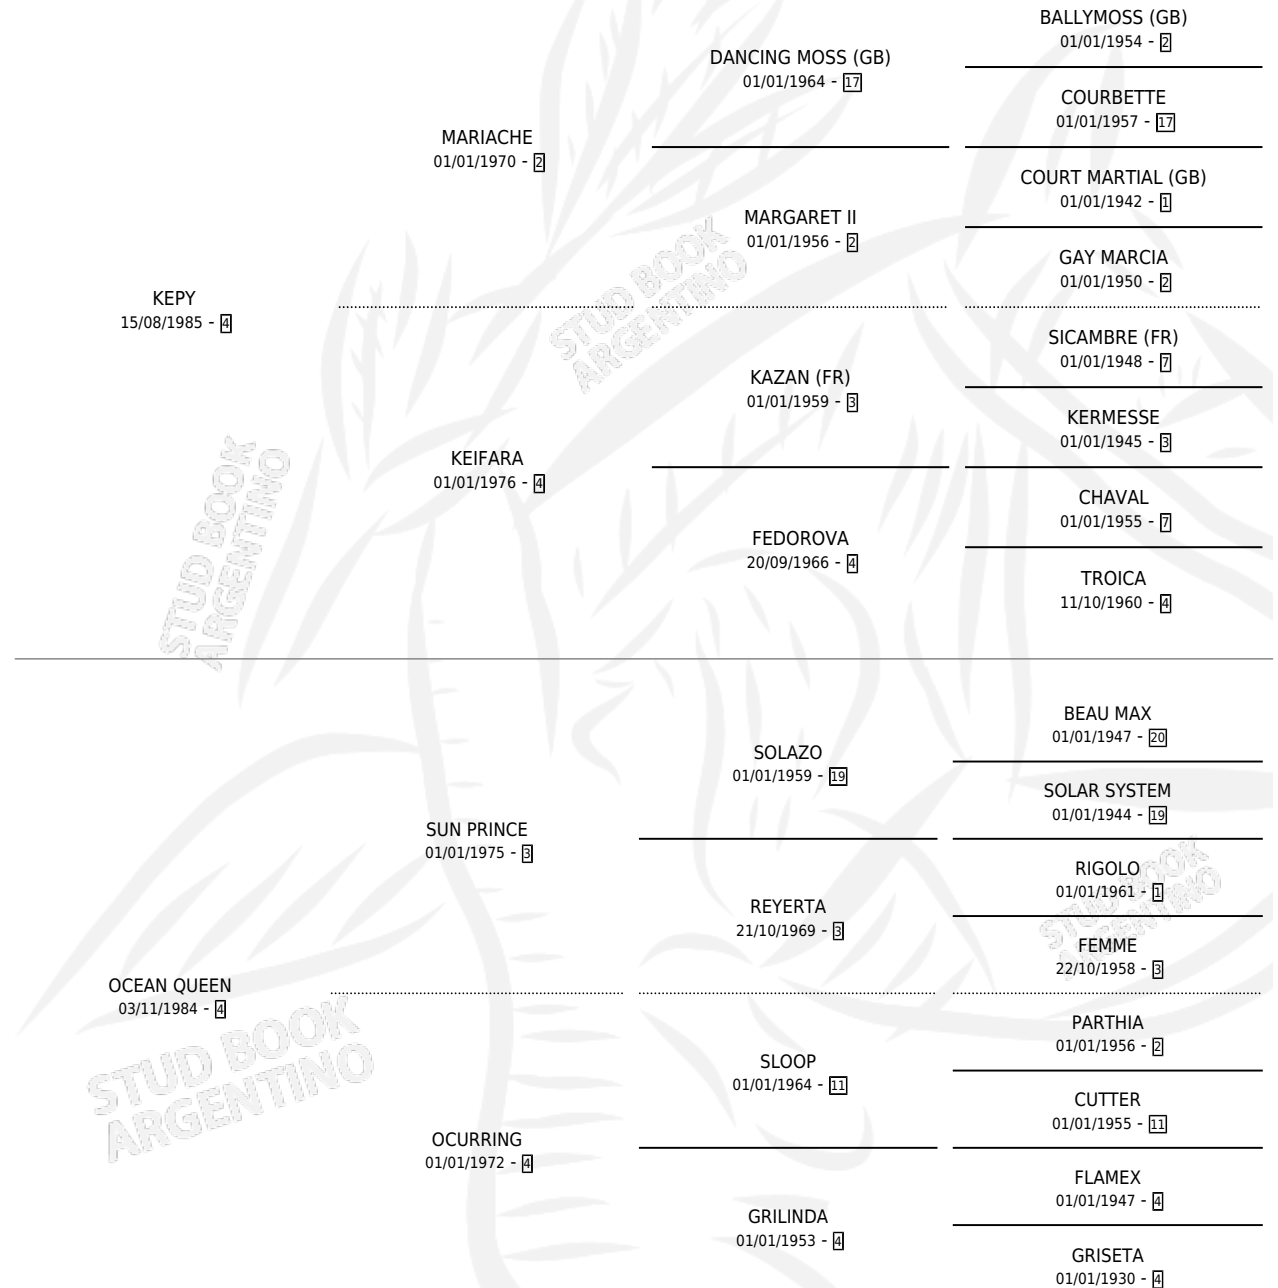 BALLYMOSS (GB)
01/01/1954 - 2
DANCING MOSS (GB)
01/01/1964 - 17
COURBETTE
01/01/1957 - 17
MARIACHE
01/01/1970 - 2
COURT MARTIAL (GB)
01/01/1942 - 1
MARGARET II
01/01/1956 - 2
GAY MARCIA
01/01/1950 - 2
KEPY
15/08/1985 - 4
SICAMBRE (FR)
01/01/1948 - 7
KAZAN (FR)
01/01/1959 - 3
KERMESSE
01/01/1945 - 3
KEIFARA
01/01/1976 - 4
CHAVAL
01/01/1955 - 7
FEDOROVA
20/09/1966 - 4
TROICA
11/10/1960 - 4
STUD BOOK
ARGENTINO
STUD BOOK
ARGENTINO
BEAU MAX
01/01/1947 - 20
SOLAZO
01/01/1959 - 19
SOLAR SYSTEM
01/01/1944 - 19
SUN PRINCE
01/01/1975 - 3
RIGOLO
01/01/1961 - 1
REYERTA
21/10/1969 - 3
FEMME
22/10/1958 - 3
STUD BOOK
ARGENTINO
OCEAN QUEEN
03/11/1984 - 4
PARTHIA
01/01/1956 - 2
SLOOP
01/01/1964 - 11
CUTTER
01/01/1955 - 11
OCURRING
01/01/1972 - 4
FLAMEX
01/01/1947 - 4
GRILINDA
01/01/1953 - 4
GRISETA
01/01/1930 - 4
STUD BOOK
ARGENTINO